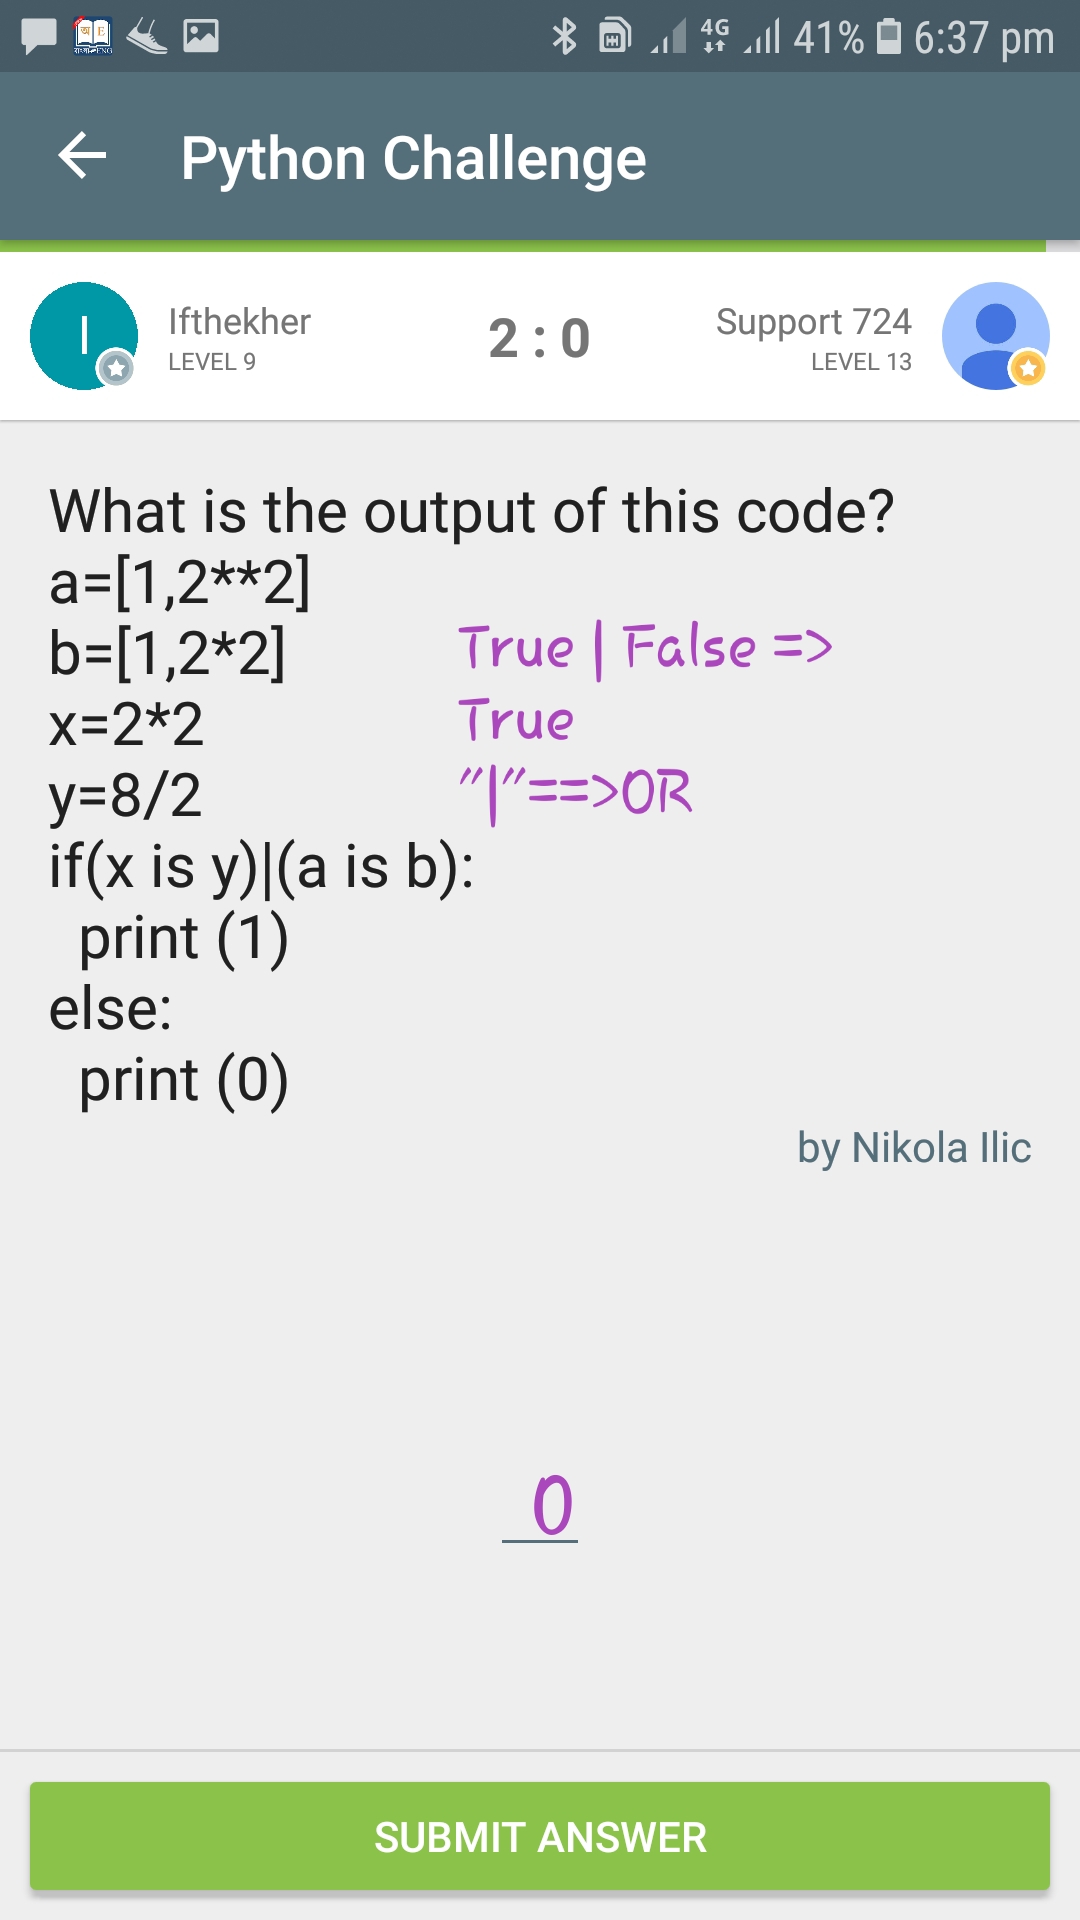 41% 6:37 pm
4G
Python Challenge
I
Ifthekher
LEVEL 9
2 : 0
Support 724
LEVEL 13
What is the output of this code?
a=[1,2**2]
b=[1,2*2]
x=2*2
y=8/2
if(x is y)|(a is b):
print (1)
else:
print (0)
True | False =>
True
"|"==>OR
by Nikola Ilic
0
SUBMIT ANSWER